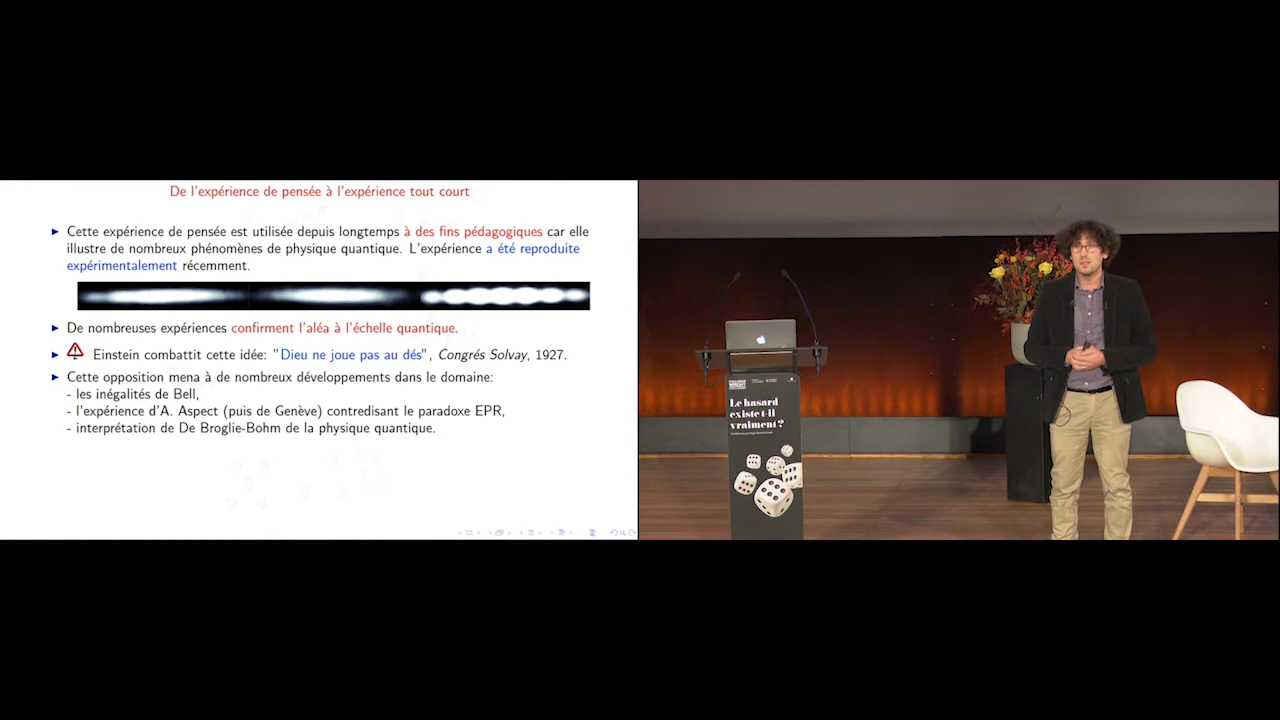 De l'expérience de pensée à l'expérience tout court
▶ Cette expérience de pensée est utilisée depuis longtemps à des fins pédagogiques car elle
illustre de nombreux phénomènes de physique quantique. L'expérience a été reproduite
expérimentalement récemment.
▶ De nombreuses expériences confirment l'aléa à l'échelle quantique.
▶ Einstein combattit cette idée: "Dieu ne joue pas au dés", Congrés Solvay, 1927.
▶ Cette opposition mena à de nombreux développements dans le domaine:
- les inégalités de Bell,
- l'expérience d'A. Aspect (puis de Genève) contredisant le paradoxe EPR,
- interprétation de De Broglie-Bohm de la physique quantique.
Le hasard
existe t-il
vraiment ?